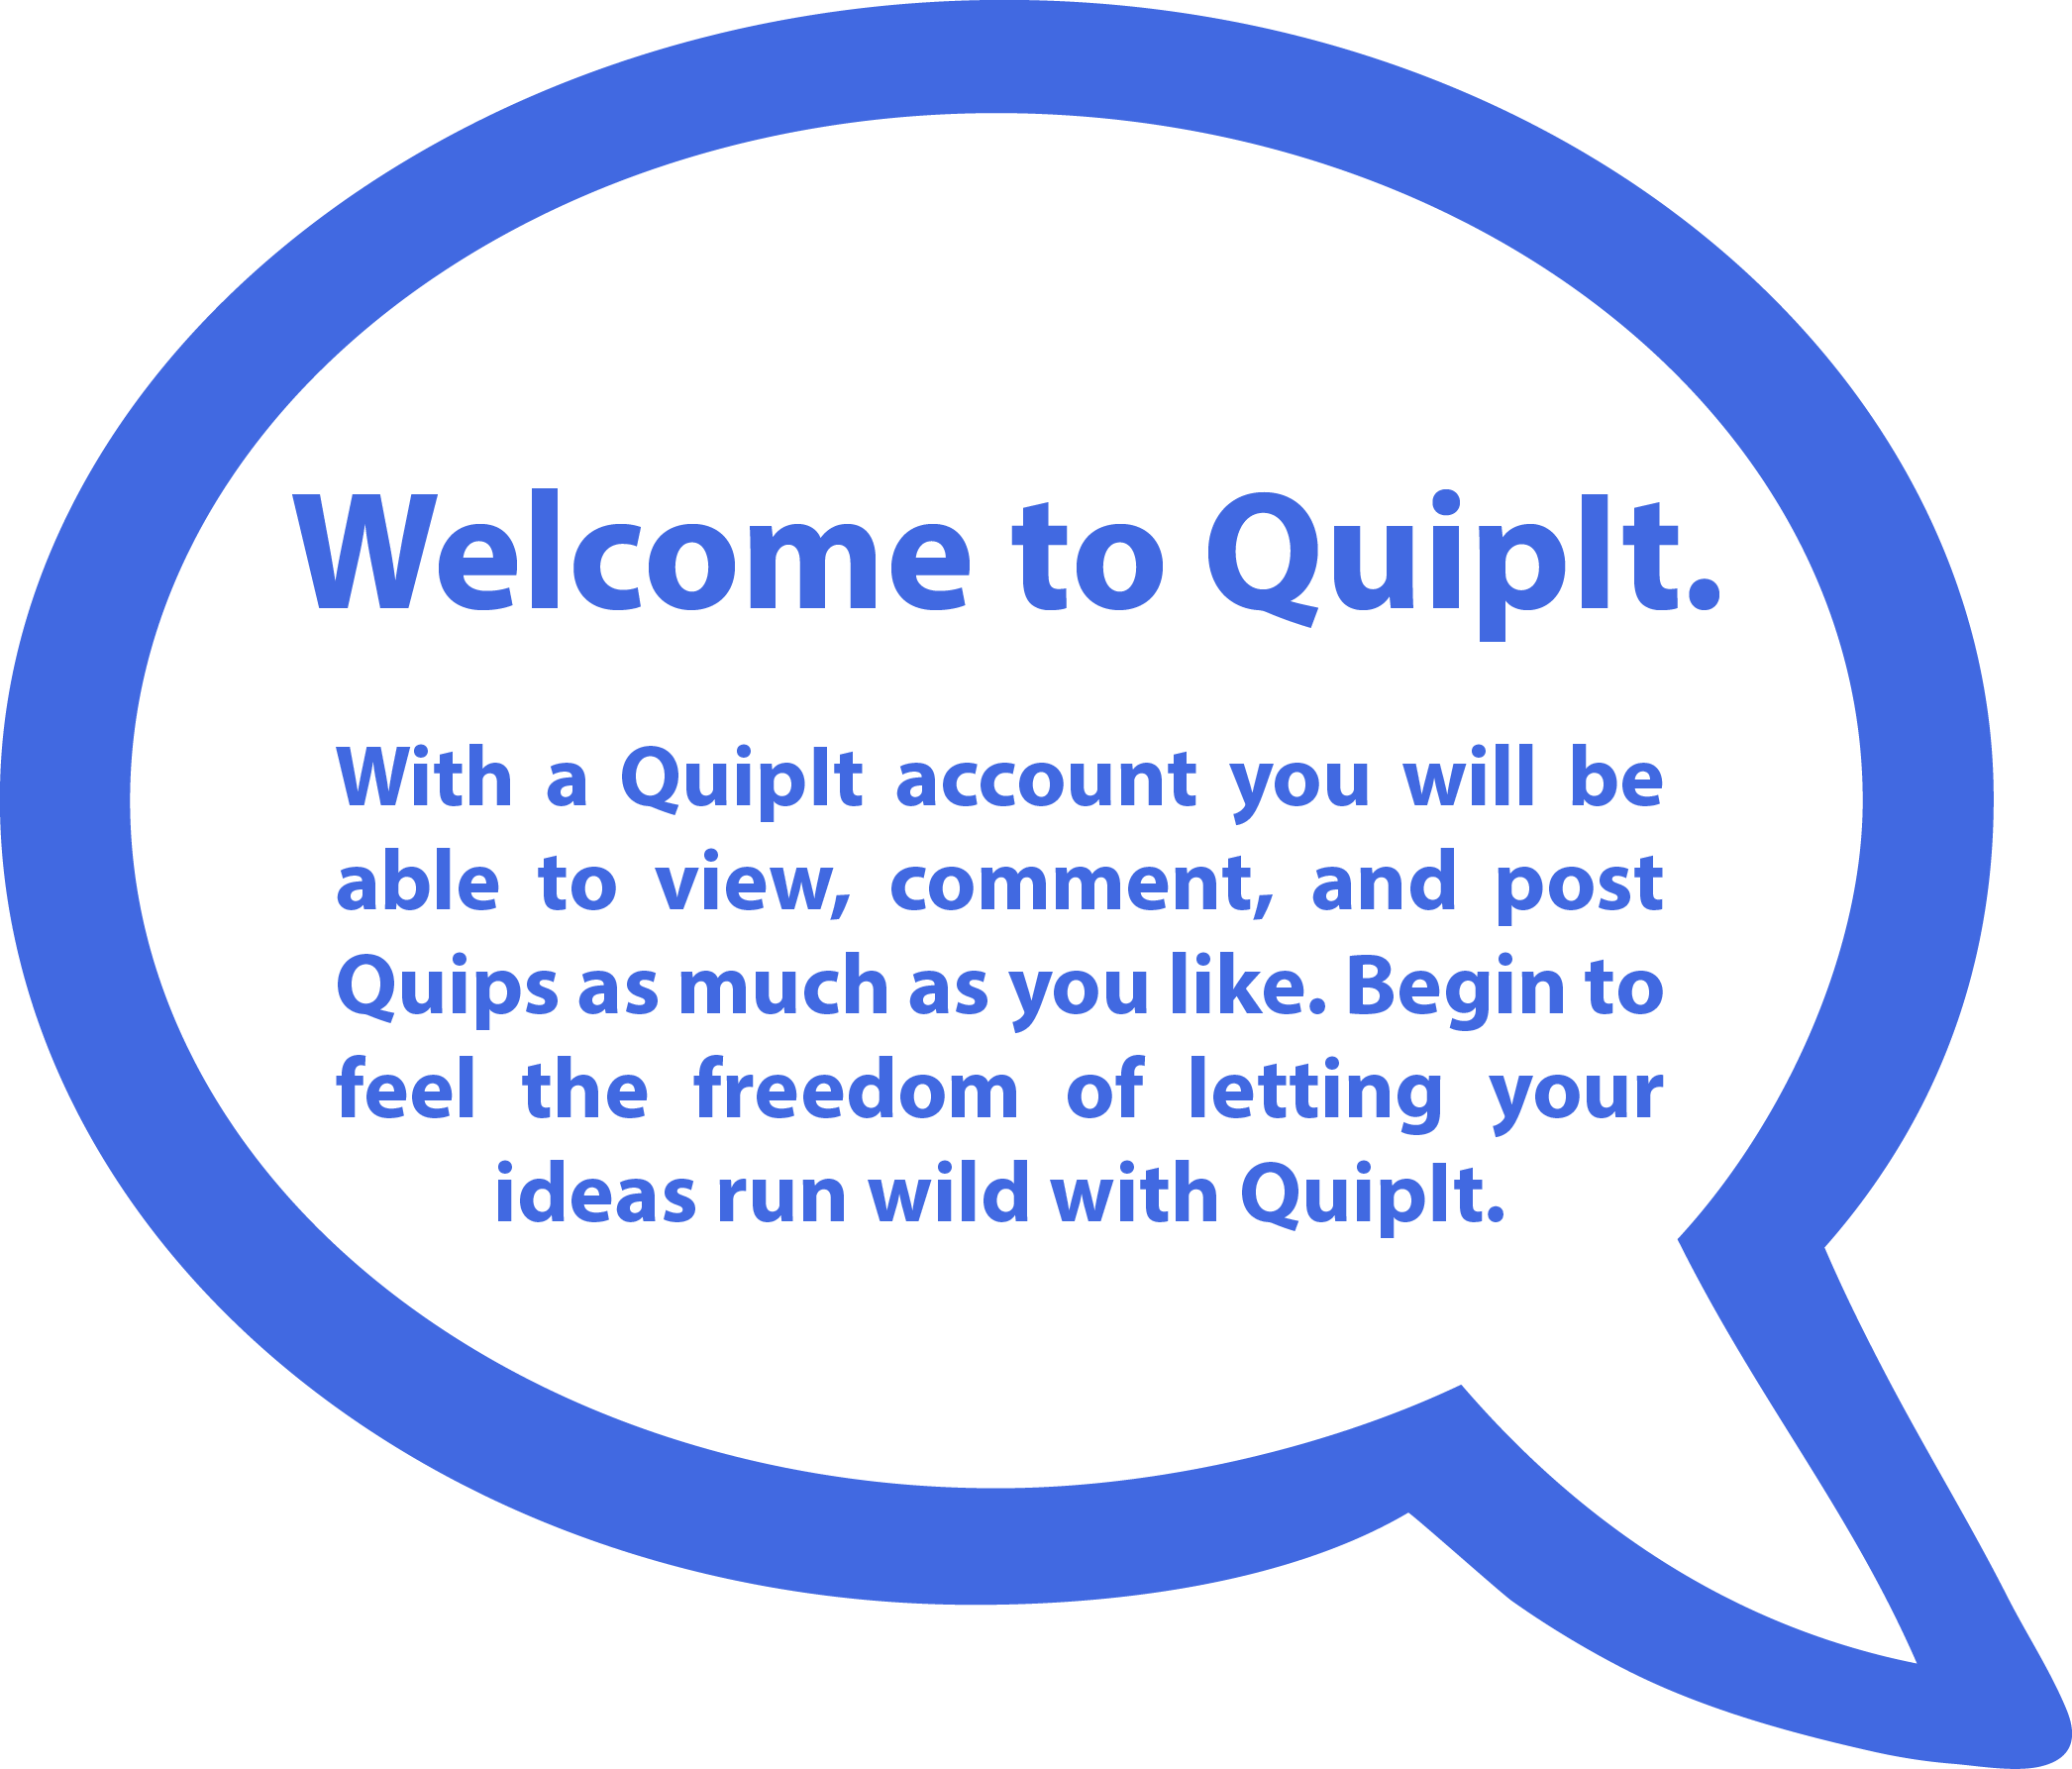 Welcome to QuipIt.
With a QuipIt account you will be
able to view, comment, and post
Quips as much as you like. Begin to
feel the freedom of letting your
ideas run wild with QuipIt.